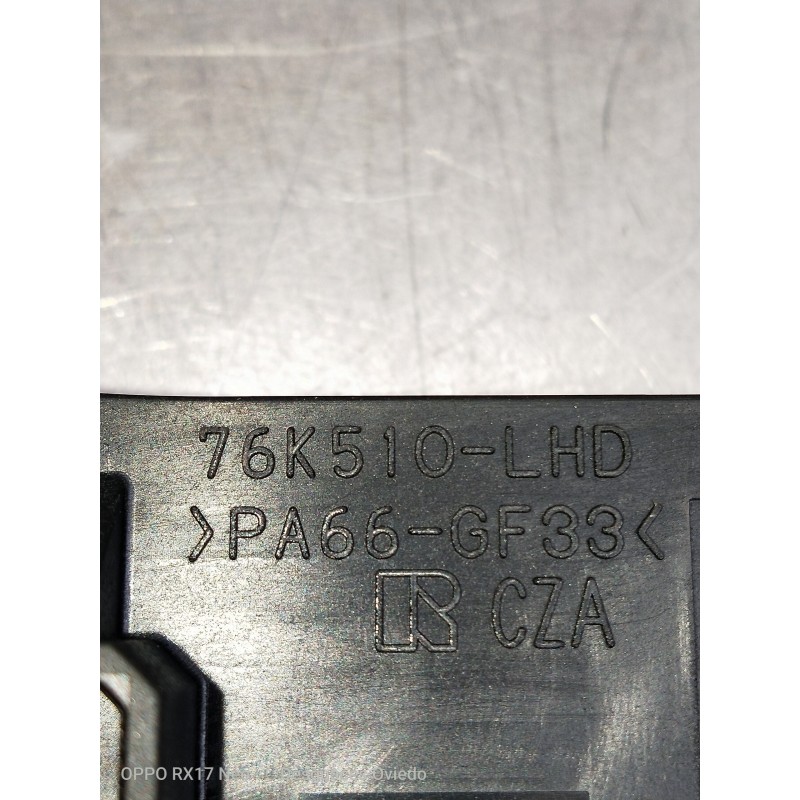 76K510-LHD
>PA66-GF33<
R CZA
OPPO RX17 N Oviedo